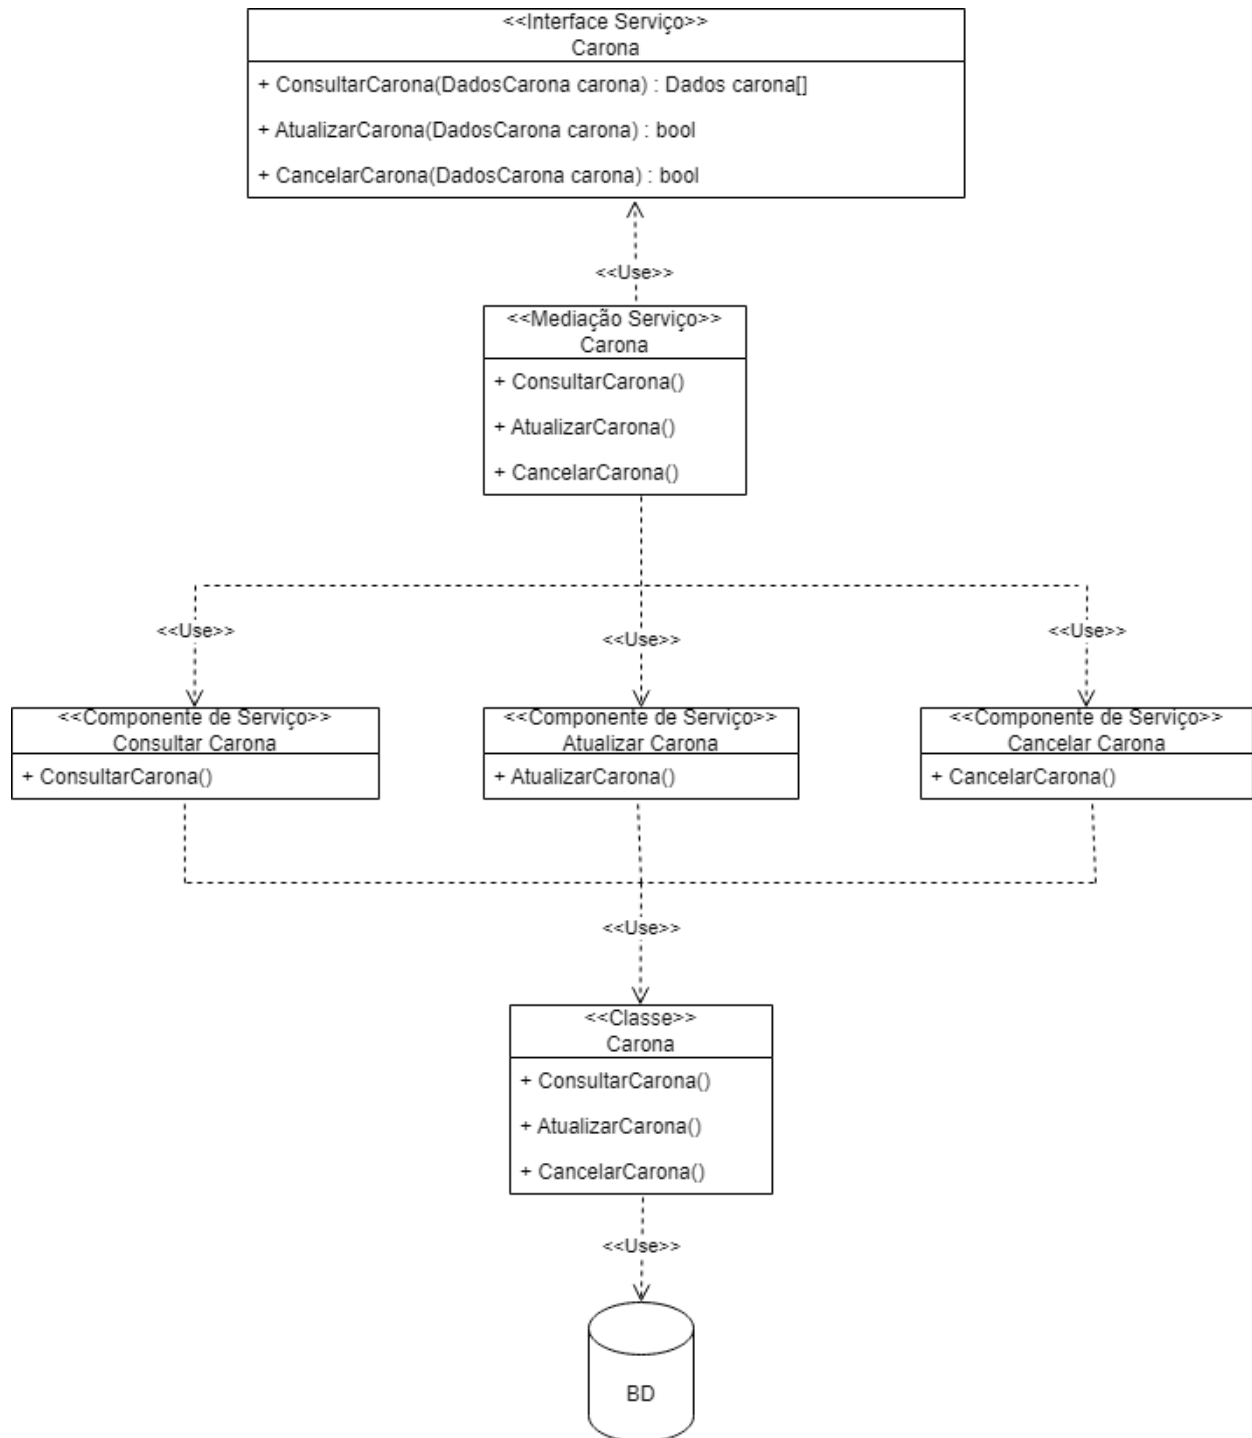 <<Interface Serviço>>
Carona
+ ConsultarCarona(DadosCarona carona) : Dados carona[]
+ AtualizarCarona(DadosCarona carona) : bool
+ CancelarCarona(DadosCarona carona) : bool
<<Use>>
<<Mediação Serviço>>
Carona
+ ConsultarCarona()
+ AtualizarCarona()
+ CancelarCarona()
<<Use>>
<<Use>>
<<Use>>
<<Componente de Serviço>>
Consultar Carona
+ ConsultarCarona()
<<Componente de Serviço>>
Atualizar Carona
+ AtualizarCarona()
<<Componente de Serviço>>
Cancelar Carona
+ CancelarCarona()
<<Use>>
<<Classe>>
Carona
+ ConsultarCarona()
+ AtualizarCarona()
+ CancelarCarona()
<<Use>>
BD